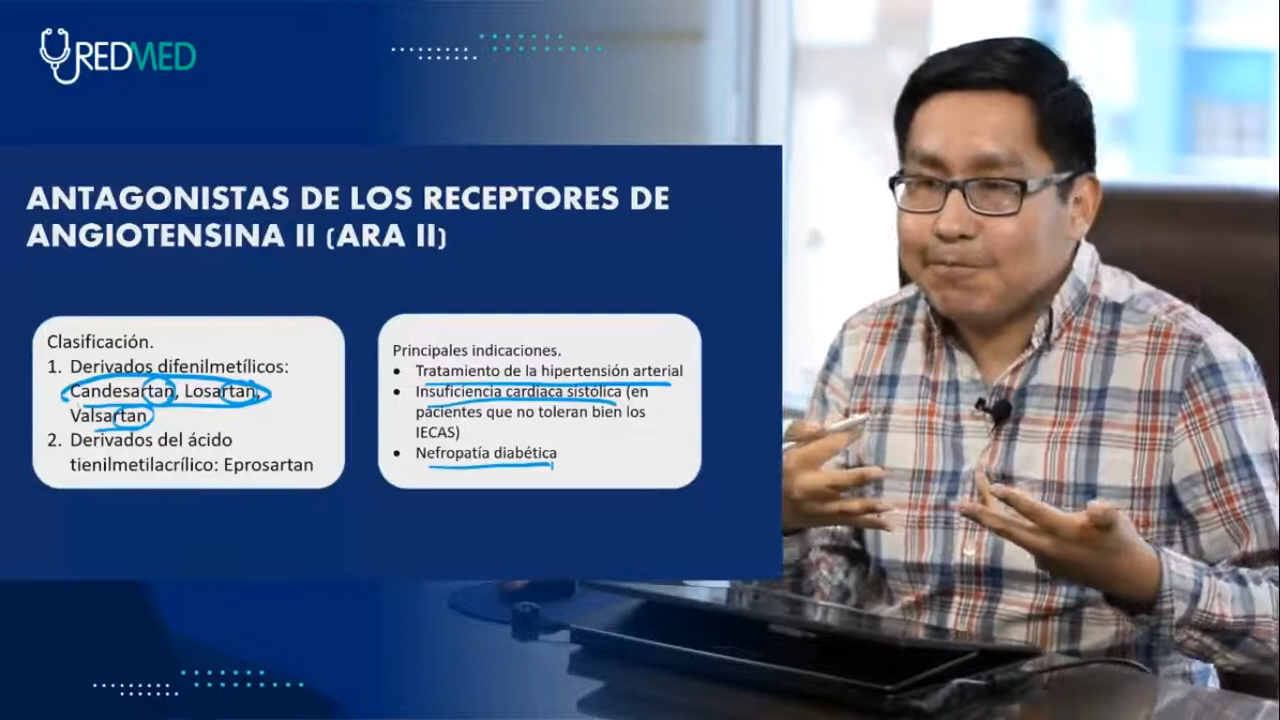 REDMED
ANTAGONISTAS DE LOS RECEPTORES DE
ANGIOTENSINA II (ARA II)
Clasificación.
1. Derivados difenilmetílicos:
Candesartan, Losartan,
Valsartan
2. Derivados del ácido
tienilmetilacrílico: Eprosartan
Principales indicaciones.
• Tratamiento de la hipertensión arterial
• Insuficiencia cardiaca sistólica (en
pacientes que no toleran bien los
IECAS)
• Nefropatía diabética